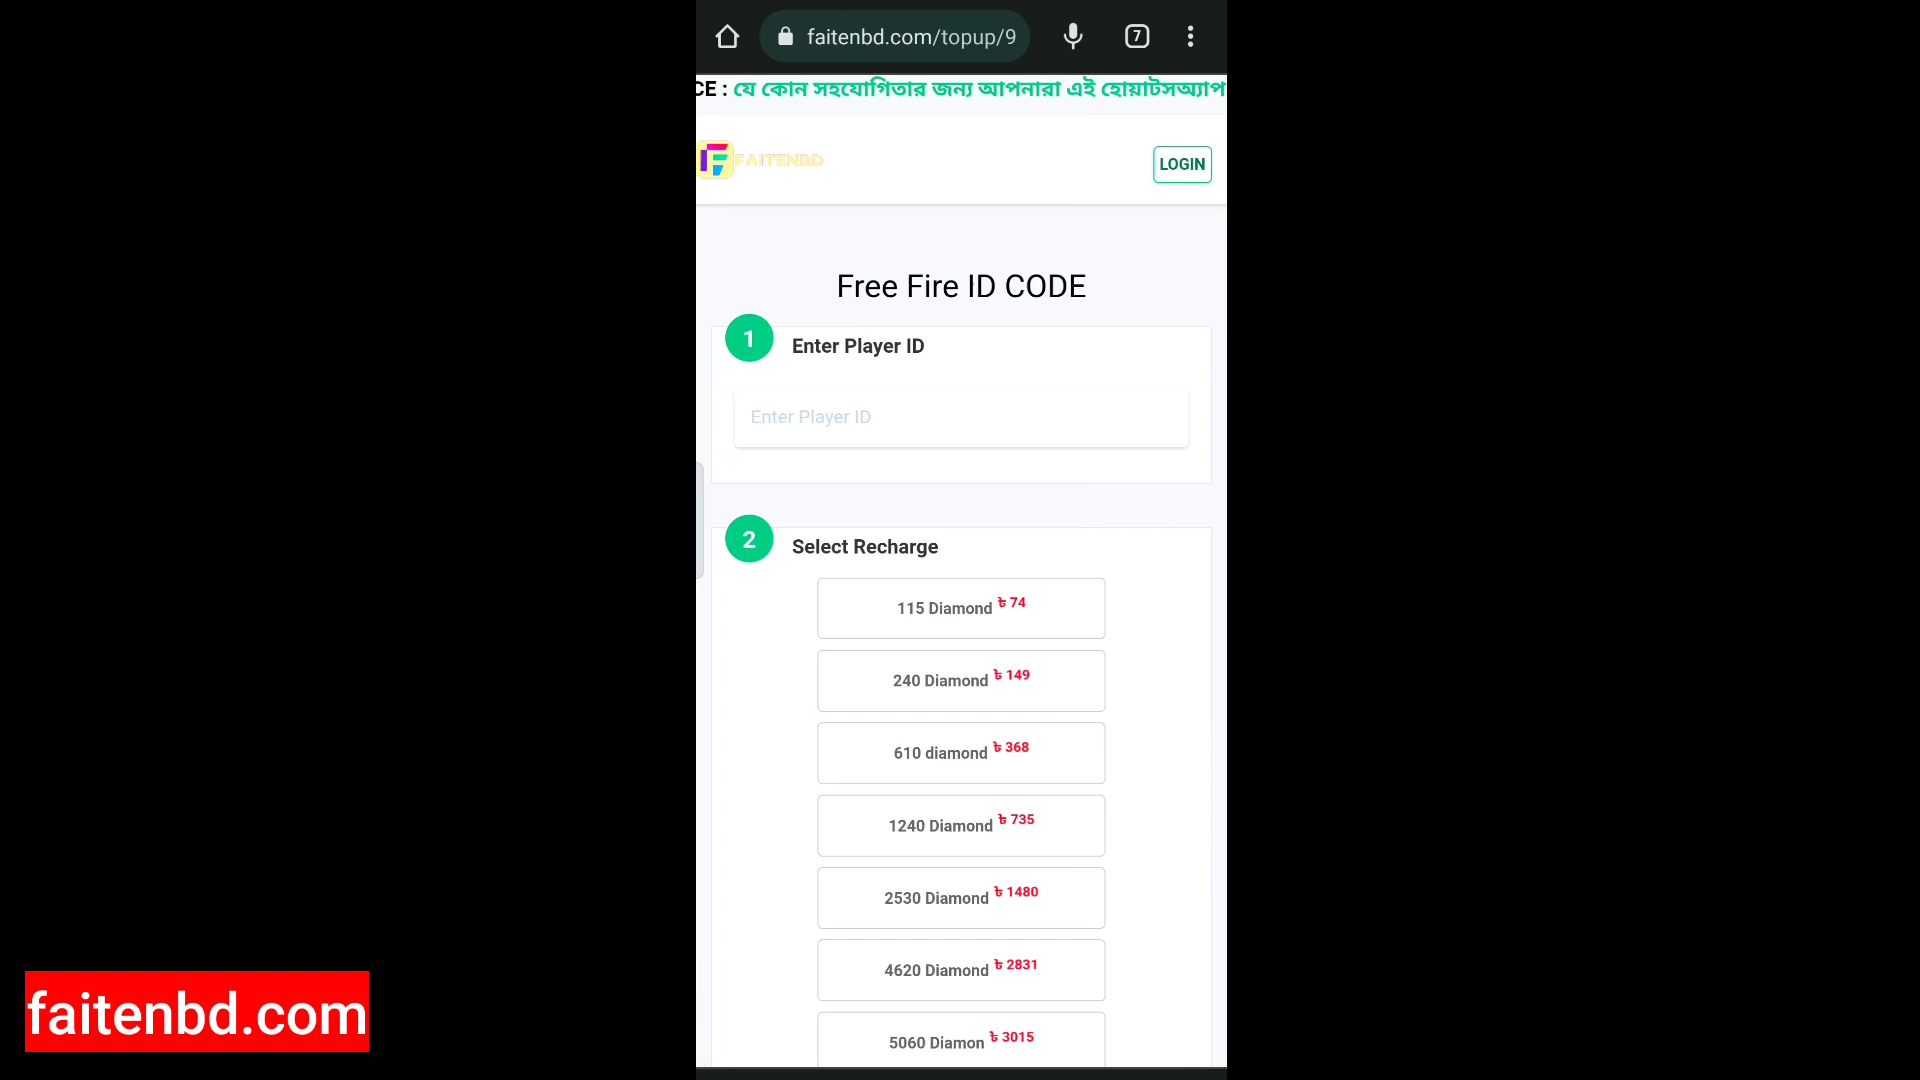 faitenbd.com/topup/9
7
CE : যে কোন সহযোগিতার জন্য আপনারা এই হোয়াটসঅ্যাপ
FAITENBD
LOGIN
Free Fire ID CODE
1
Enter Player ID
Enter Player ID
2
Select Recharge
115 Diamond ৳ 74
240 Diamond ৳ 149
610 diamond ৳ 368
1240 Diamond ৳ 735
2530 Diamond ৳ 1480
4620 Diamond ৳ 2831
5060 Diamon ৳ 3015
faitenbd.com